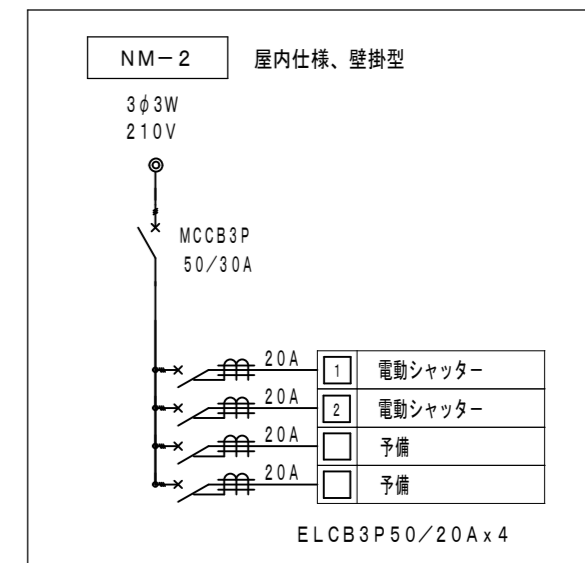 NM－2 屋内仕様、壁掛型
3φ3W
210V
MCCB3P
50/30A
20A 1 電動シャッター
20A 2 電動シャッター
20A 予備
20A 予備
ELCB3P50/20Ax4